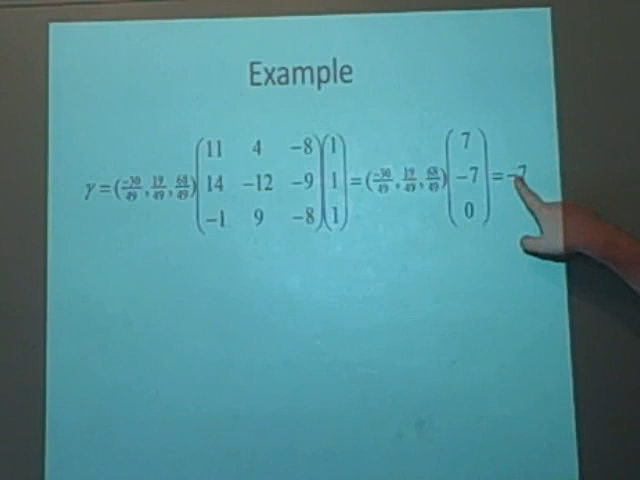 Example
γ = (-30/49, 19/49, 68/49) (11 4 -8; 14 -12 -9; -1 9 -8) (1; 1; 1) = (-30/49, 19/49, 68/49) (7; -7; 0) = -7